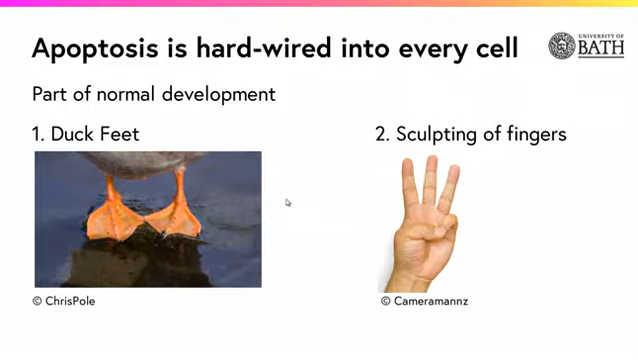 Apoptosis is hard-wired into every cell
UNIVERSITY OF
BATH
Part of normal development
1. Duck Feet
2. Sculpting of fingers
© ChrisPole
© Cameramannz